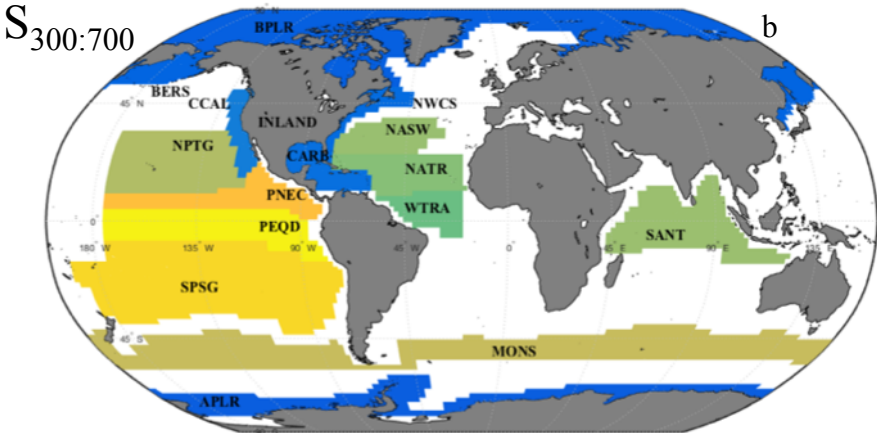 S300:700
b
BPLR
BERS
CCAL
NWCS
45 N
INLAND
NASW
NPTG
CARB
NATR
PNEC
WTRA
0
PEQD
SANT
180 W
135 W
90 W
45 W
0
45 E
90 E
135 E
SPSG
45 S
MONS
APLR